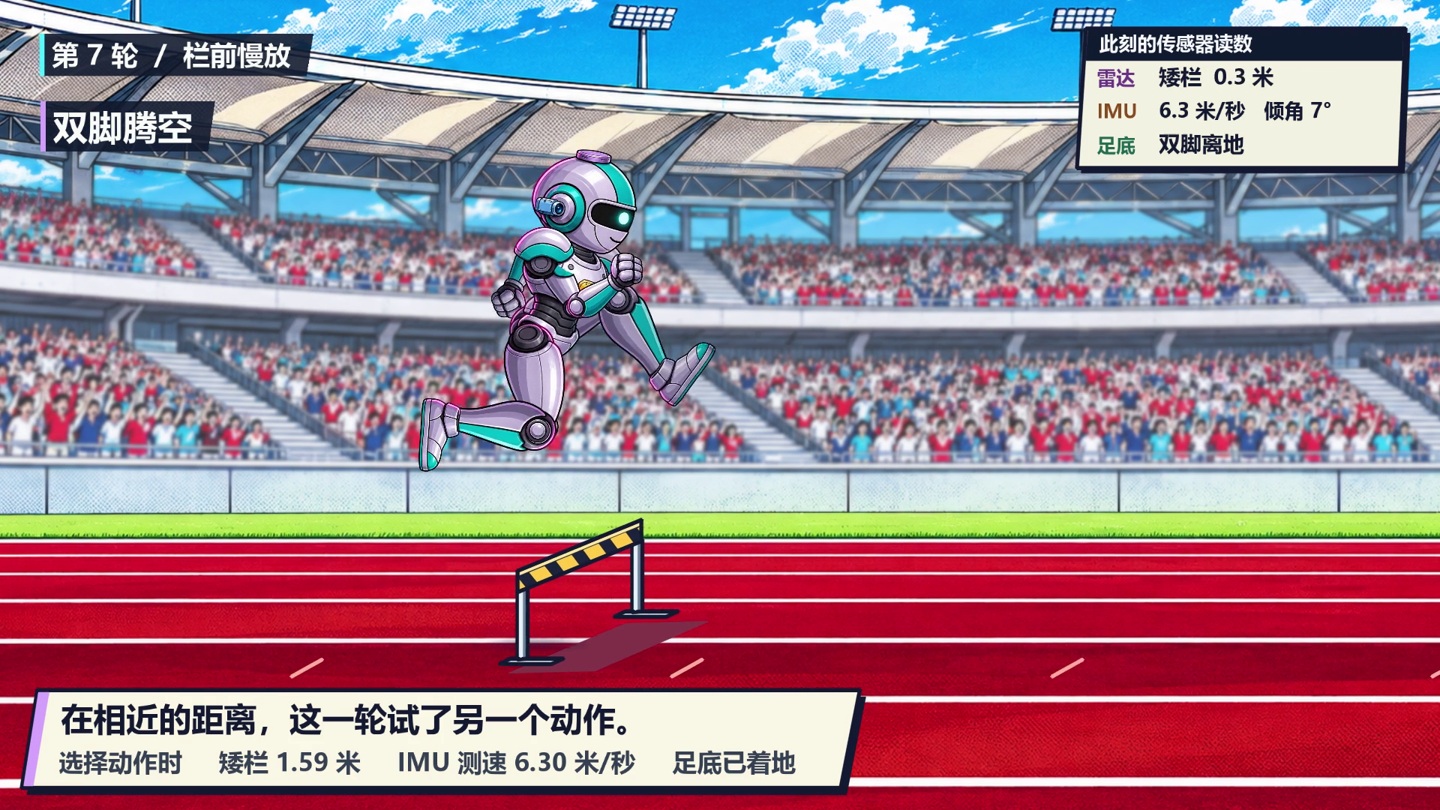 第 7 轮 / 栏前慢放
双脚腾空
此刻的传感器读数
雷达 矮栏 0.3 米
IMU 6.3 米/秒 倾角 7°
足底 双脚离地
在相近的距离，这一轮试了另一个动作。
选择动作时 矮栏 1.59 米 IMU 测速 6.30 米/秒 足底已着地